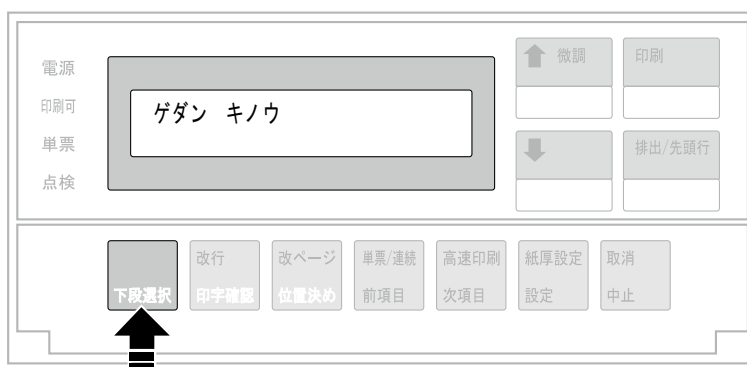 電源
印刷可
単票
点検
ゲダン キノウ
微調
印刷
排出/先頭行
下段選択
改行
印字確認
改ページ
位置決め
単票/連続
前項目
高速印刷
次項目
紙厚設定
設定
取消
中止